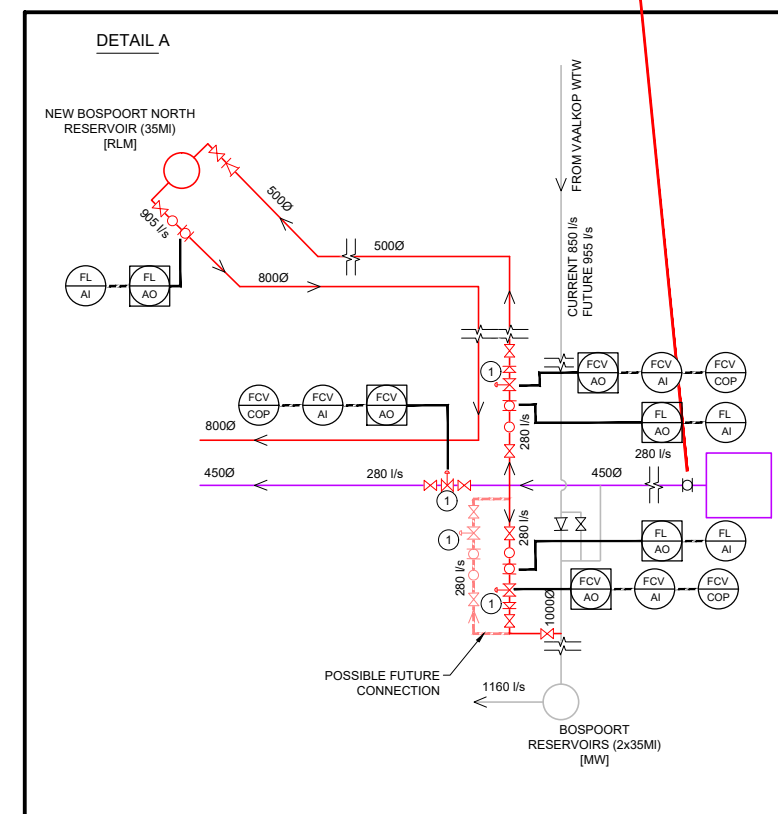 DETAIL A
NEW BOSPOORT NORTH
RESERVOIR (35Ml)
[RLM]
905 l/s
500Ø
500Ø
800Ø
FL
AI
FL
AO
FROM VAALKOP WTW
CURRENT 850 l/s
FUTURE 955 l/s
1
FCV
AO
FCV
AI
FCV
COP
FCV
COP
FCV
AI
FCV
AO
280 l/s
FL
AO
FL
AI
800Ø
280 l/s
450Ø
280 l/s
450Ø
1
1
280 l/s
280 l/s
FL
AO
FL
AI
1
FCV
AO
FCV
AI
FCV
COP
1000Ø
POSSIBLE FUTURE
CONNECTION
1160 l/s
BOSPOORT
RESERVOIRS (2x35Ml)
[MW]